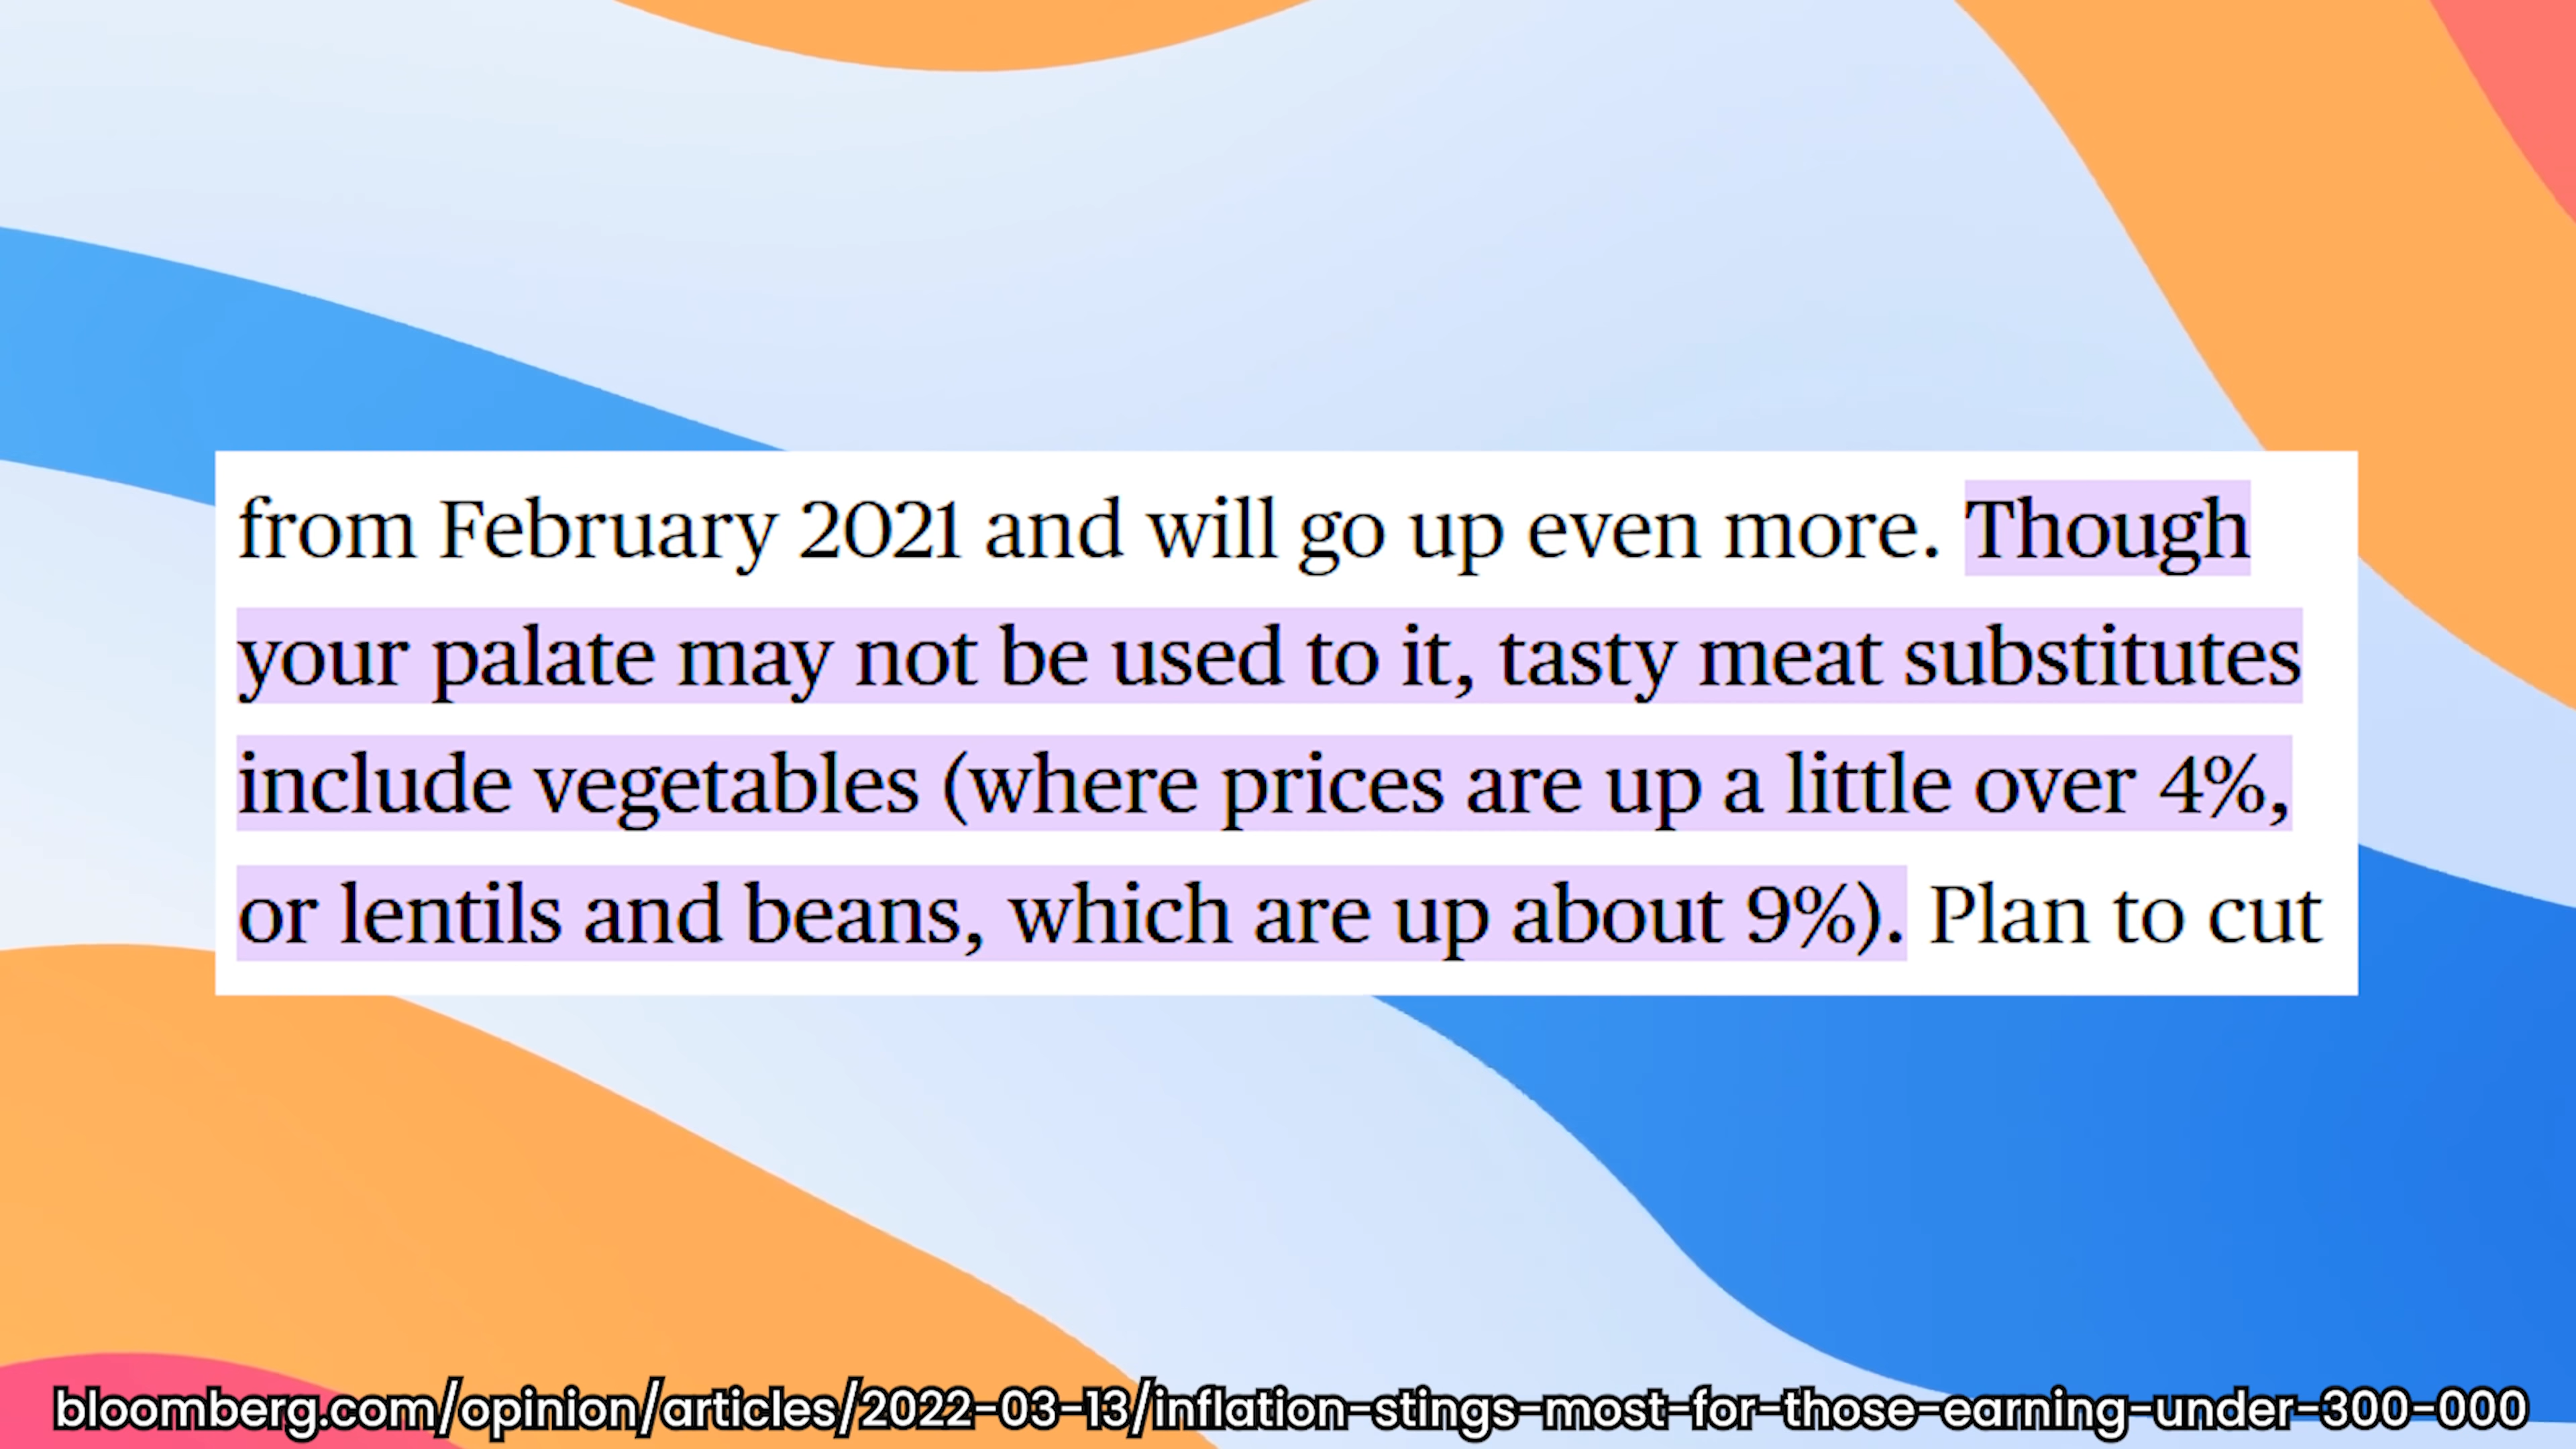 from February 2021 and will go up even more. Though
your palate may not be used to it, tasty meat substitutes
include vegetables (where prices are up a little over 4%,
or lentils and beans, which are up about 9%). Plan to cut
bloomberg.com/opinion/articles/2022-03-13/inflation-stings-most-for-those-earning-under-300-000